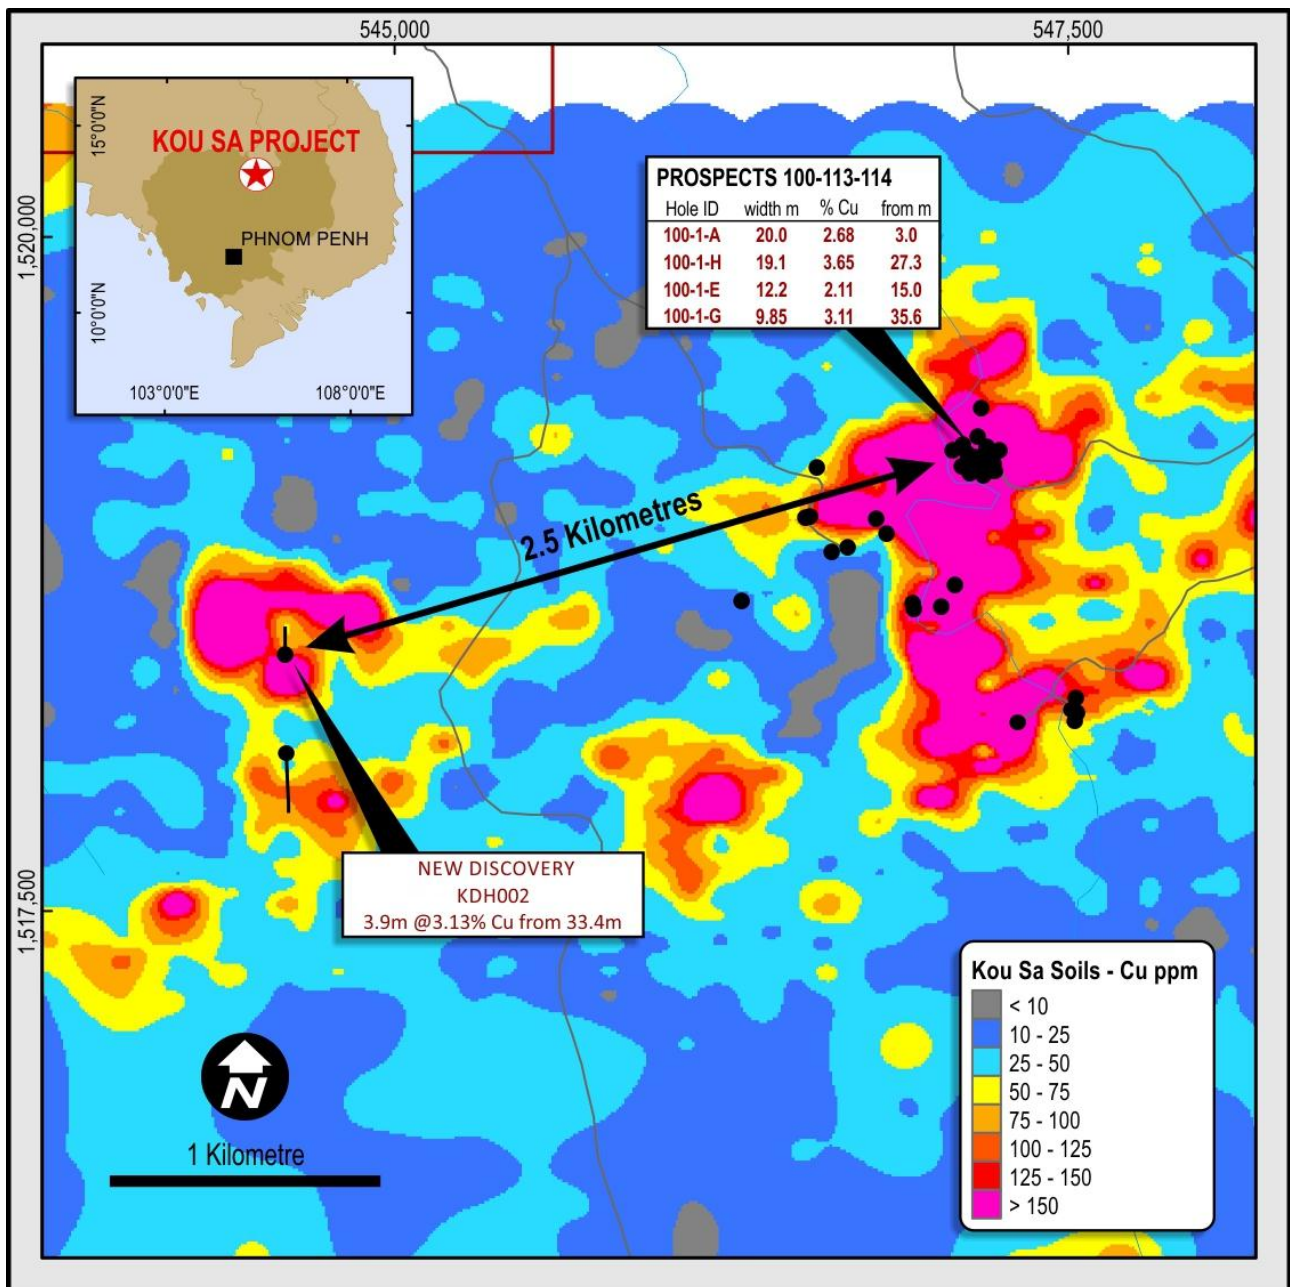 545,000
547,500
1,520,000
1,517,500
15°0'0"N
10°0'0"N
KOU SA PROJECT
PHNOM PENH
103°0'0"E
108°0'0"E
PROSPECTS 100-113-114
Hole ID width m % Cu from m
100-1-A 20.0 2.68 3.0
100-1-H 19.1 3.65 27.3
100-1-E 12.2 2.11 15.0
100-1-G 9.85 3.11 35.6
2.5 Kilometres
NEW DISCOVERY
KDH002
3.9m @3.13% Cu from 33.4m
N
1 Kilometre
Kou Sa Soils - Cu ppm
< 10
10 - 25
25 - 50
50 - 75
75 - 100
100 - 125
125 - 150
> 150